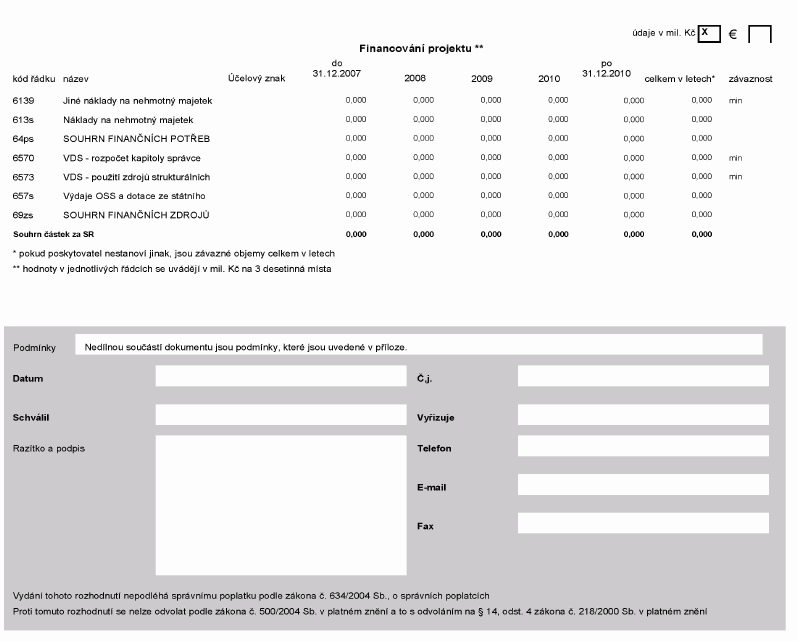 údaje v mil. Kč X €
Financování projektu **
kód řádku název Účelový znak do 31.12.2007 2008 2009 2010 po 31.12.2010 celkem v letech* závaznost
6139 Jiné náklady na nehmotný majetek 0,000 0,000 0,000 0,000 0,000 0,000 min
613s Náklady na nehmotný majetek 0,000 0,000 0,000 0,000 0,000 0,000
64ps SOUHRN FINANČNÍCH POTŘEB 0,000 0,000 0,000 0,000 0,000 0,000
6570 VDS - rozpočet kapitoly správce 0,000 0,000 0,000 0,000 0,000 0,000 min
6573 VDS - použití zdrojů strukturálních 0,000 0,000 0,000 0,000 0,000 0,000 min
657s Výdaje OSS a dotace ze státního 0,000 0,000 0,000 0,000 0,000 0,000
69zs SOUHRN FINANČNÍCH ZDROJŮ 0,000 0,000 0,000 0,000 0,000 0,000
Souhrn částek za SR 0,000 0,000 0,000 0,000 0,000 0,000
* pokud poskytovatel nestanoví jinak, jsou závazné objemy celkem v letech
** hodnoty v jednotlivých řádcích se uvádějí v mil. Kč na 3 desetinná místa
Podmínky Nedílnou součástí dokumentu jsou podmínky, které jsou uvedené v příloze.
Datum Č.j.
Schválil Vyřizuje
Razítko a podpis Telefon
E-mail
Fax
Vydání tohoto rozhodnutí nepodléhá správnímu poplatku podle zákona č. 634/2004 Sb., o správních poplatcích
Proti tomuto rozhodnutí se nelze odvolat podle zákona č. 500/2004 Sb. v platném znění a to s odvoláním na § 14, odst. 4 zákona č. 218/2000 Sb. v platném znění